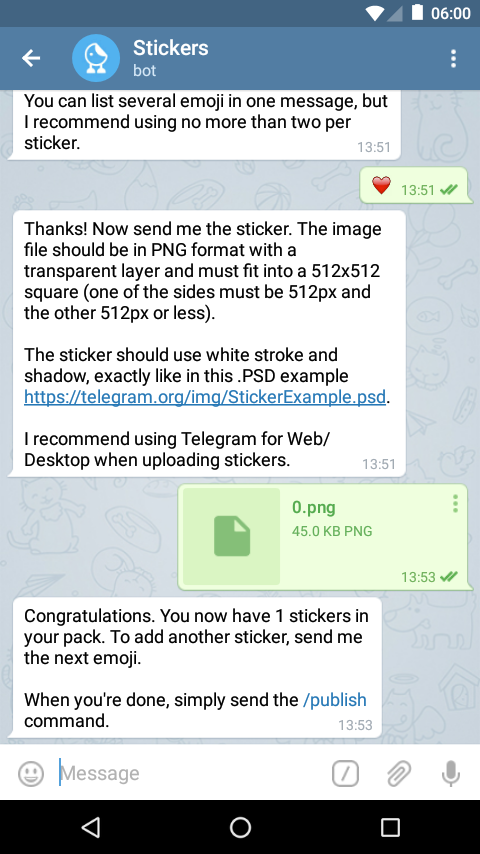 06:00
Stickers
bot
You can list several emoji in one message, but
I recommend using no more than two per
sticker.
13:51
13:51
Thanks! Now send me the sticker. The image
file should be in PNG format with a
transparent layer and must fit into a 512x512
square (one of the sides must be 512px and
the other 512px or less).
The sticker should use white stroke and
shadow, exactly like in this .PSD example
https://telegram.org/img/StickerExample.psd.
I recommend using Telegram for Web/
Desktop when uploading stickers.
13:51
0.png
45.0 KB PNG
13:53
Congratulations. You now have 1 stickers in
your pack. To add another sticker, send me
the next emoji.
When you're done, simply send the /publish
command.
13:53
Message